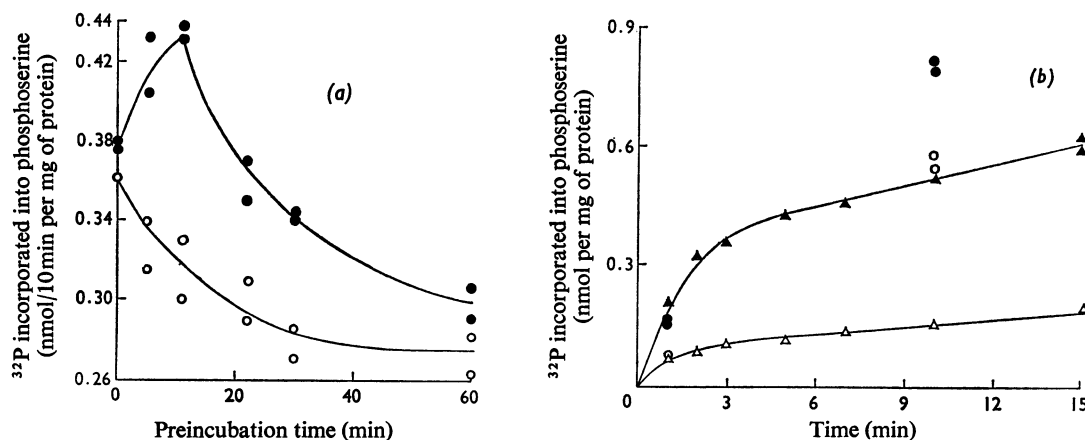 ³²P incorporated into phosphoserine
(nmol/10min per mg of protein)
0.44
0.42
0.38
0.34
0.30
0.26
(a)
0
20
40
60
Preincubation time (min)
³²P incorporated into phosphoserine
(nmol per mg of protein)
0.9
0.6
0.3
(b)
0
3
6
9
12
15
Time (min)